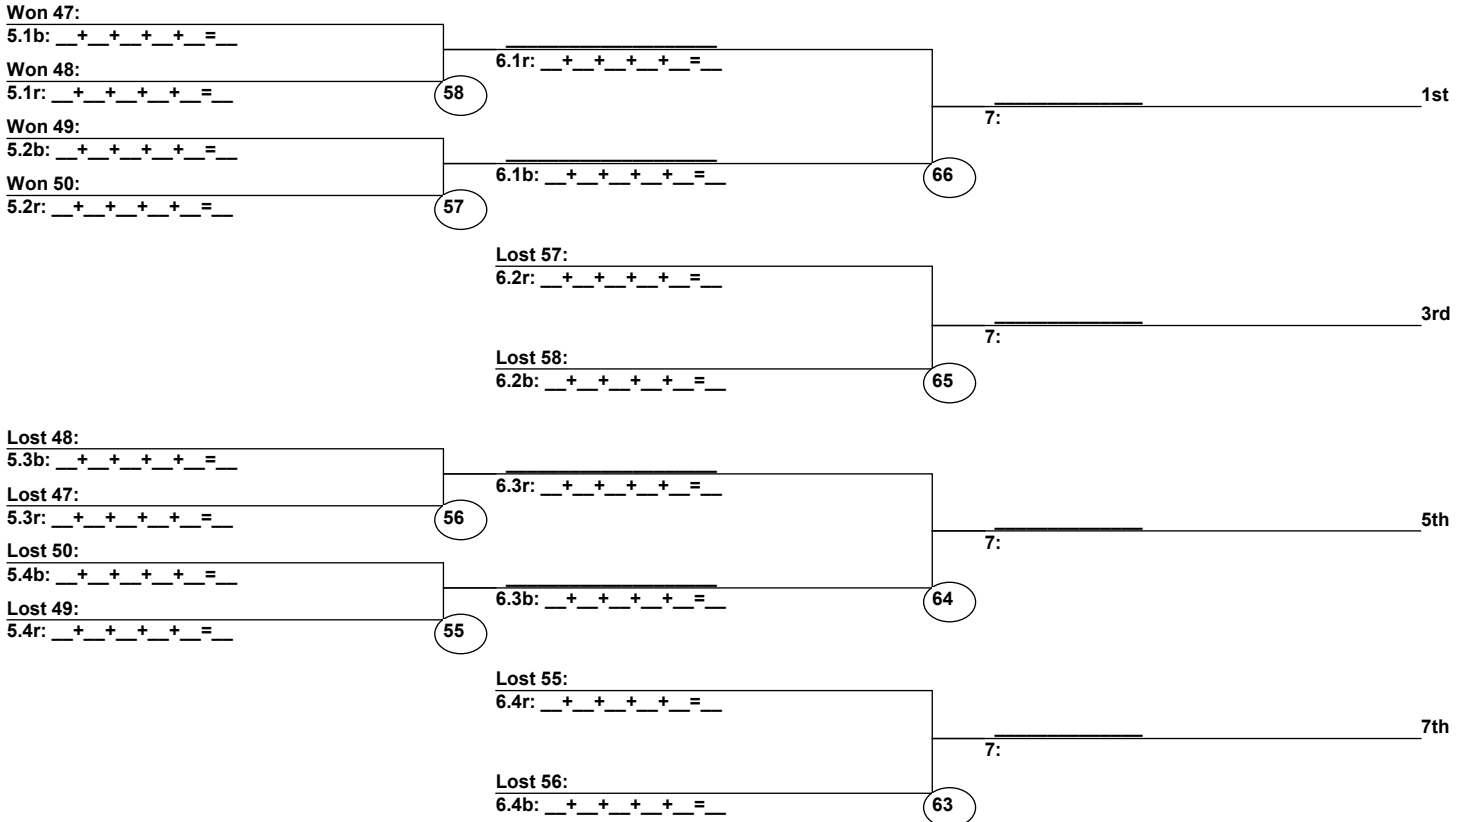 Won 47:
5.1b: __+__+__+__+__=__
Won 48:
5.1r: __+__+__+__+__=__
58
Won 49:
5.2b: __+__+__+__+__=__
Won 50:
5.2r: __+__+__+__+__=__
57
6.1r: __+__+__+__+__=__
6.1b: __+__+__+__+__=__
66
7:
1st
Lost 57:
6.2r: __+__+__+__+__=__
Lost 58:
6.2b: __+__+__+__+__=__
65
7:
3rd
Lost 48:
5.3b: __+__+__+__+__=__
Lost 47:
5.3r: __+__+__+__+__=__
56
Lost 50:
5.4b: __+__+__+__+__=__
Lost 49:
5.4r: __+__+__+__+__=__
55
6.3r: __+__+__+__+__=__
6.3b: __+__+__+__+__=__
64
7:
5th
Lost 55:
6.4r: __+__+__+__+__=__
Lost 56:
6.4b: __+__+__+__+__=__
63
7:
7th